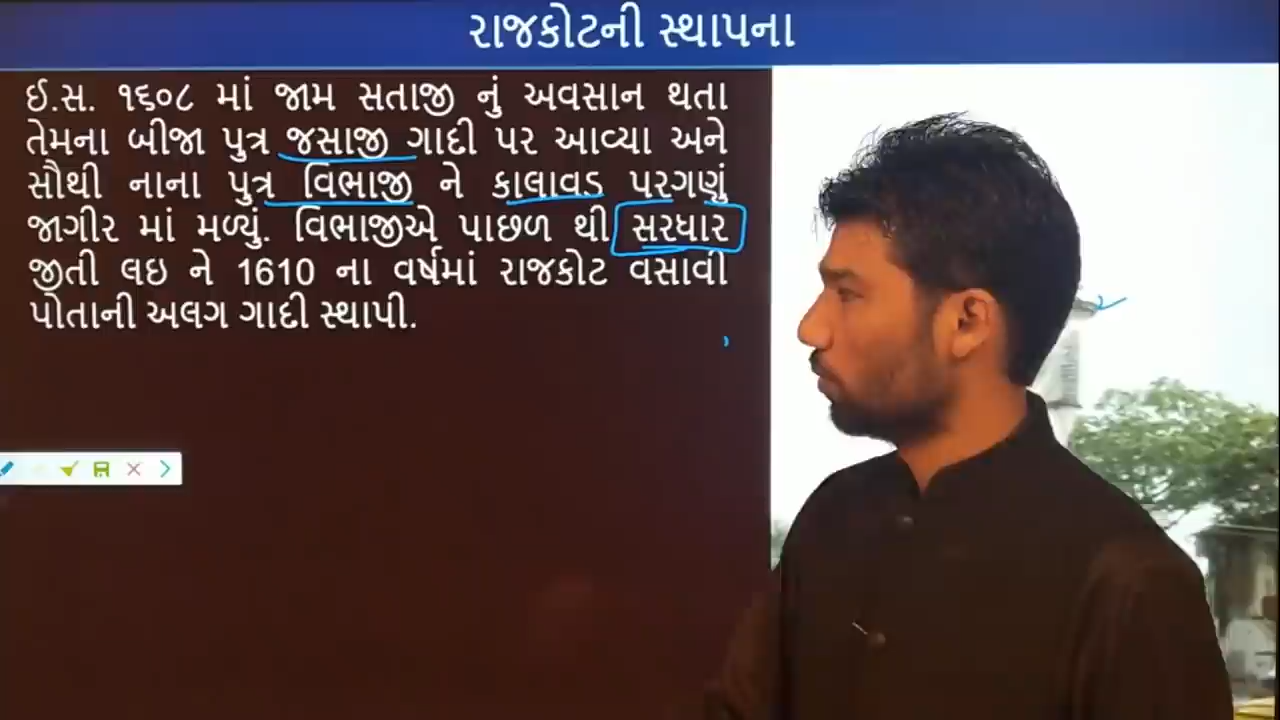 રાજકોટની સ્થાપના
ઈ.સ. ૧૬૦૮ માં જામ સતાજી નું અવસાન થતા
તેમના બીજા પુત્ર જસાજી ગાદી પર આવ્યા અને
સૌથી નાના પુત્ર વિભાજી ને કાલાવડ પરગણું
જાગીર માં મળ્યું. વિભાજીએ પાછળ થી સરધાર
જીતી લઇ ને 1610 ના વર્ષમાં રાજકોટ વસાવી
પોતાની અલગ ગાદી સ્થાપી.